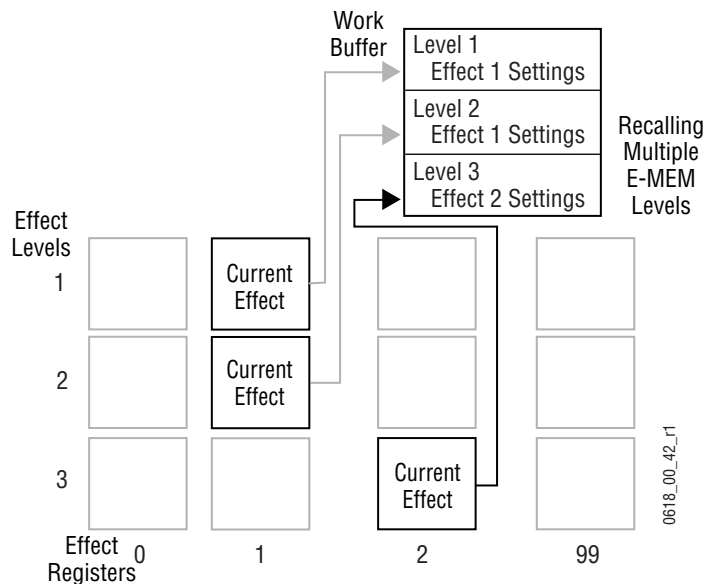 Work
Buffer
Level 1
Effect 1 Settings
Level 2
Effect 1 Settings
Level 3
Effect 2 Settings
Recalling
Multiple
E-MEM
Levels
Effect
Levels
1
Current
Effect
2
Current
Effect
3
Current
Effect
Effect
Registers
0
1
2
99
0618_00_42_r1